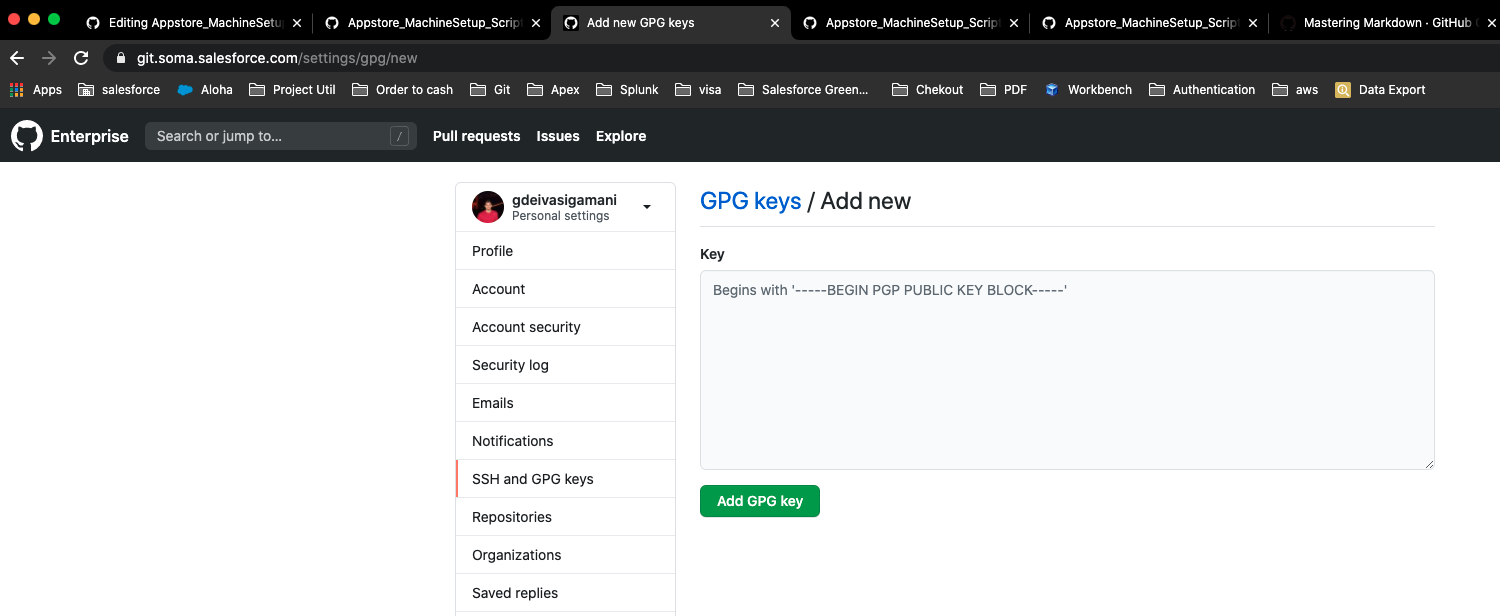 Editing Appstore_MachineSetu
Appstore_MachineSetup_Script
Add new GPG keys
Appstore_MachineSetup_Script
Appstore_MachineSetup_Script
Mastering Markdown · GitHub
git.soma.salesforce.com/settings/gpg/new
Apps
salesforce
Aloha
Project Util
Order to cash
Git
Apex
Splunk
visa
Salesforce Green...
Chekout
PDF
Workbench
Authentication
aws
Data Export
Enterprise
Search or jump to...
/
Pull requests
Issues
Explore
gdeivasigamani
Personal settings
Profile
Account
Account security
Security log
Emails
Notifications
SSH and GPG keys
Repositories
Organizations
Saved replies
GPG keys / Add new
Key
Begins with '-----BEGIN PGP PUBLIC KEY BLOCK-----'
Add GPG key